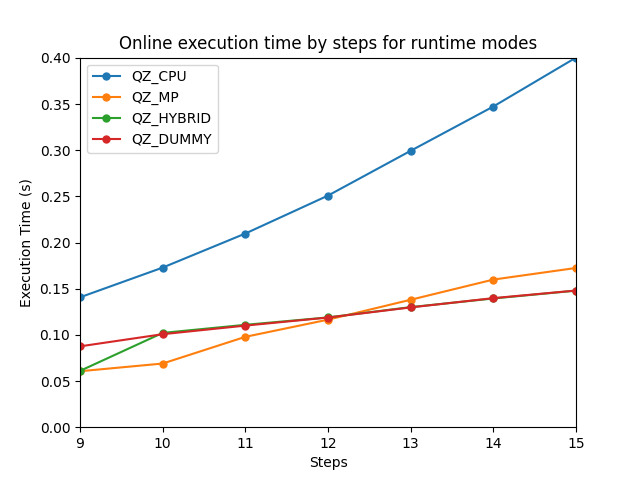 Online execution time by steps for runtime modes
QZ_CPU
QZ_MP
QZ_HYBRID
QZ_DUMMY
Execution Time (s)
0.40
0.35
0.30
0.25
0.20
0.15
0.10
0.05
0.00
9 10 11 12 13 14 15
Steps